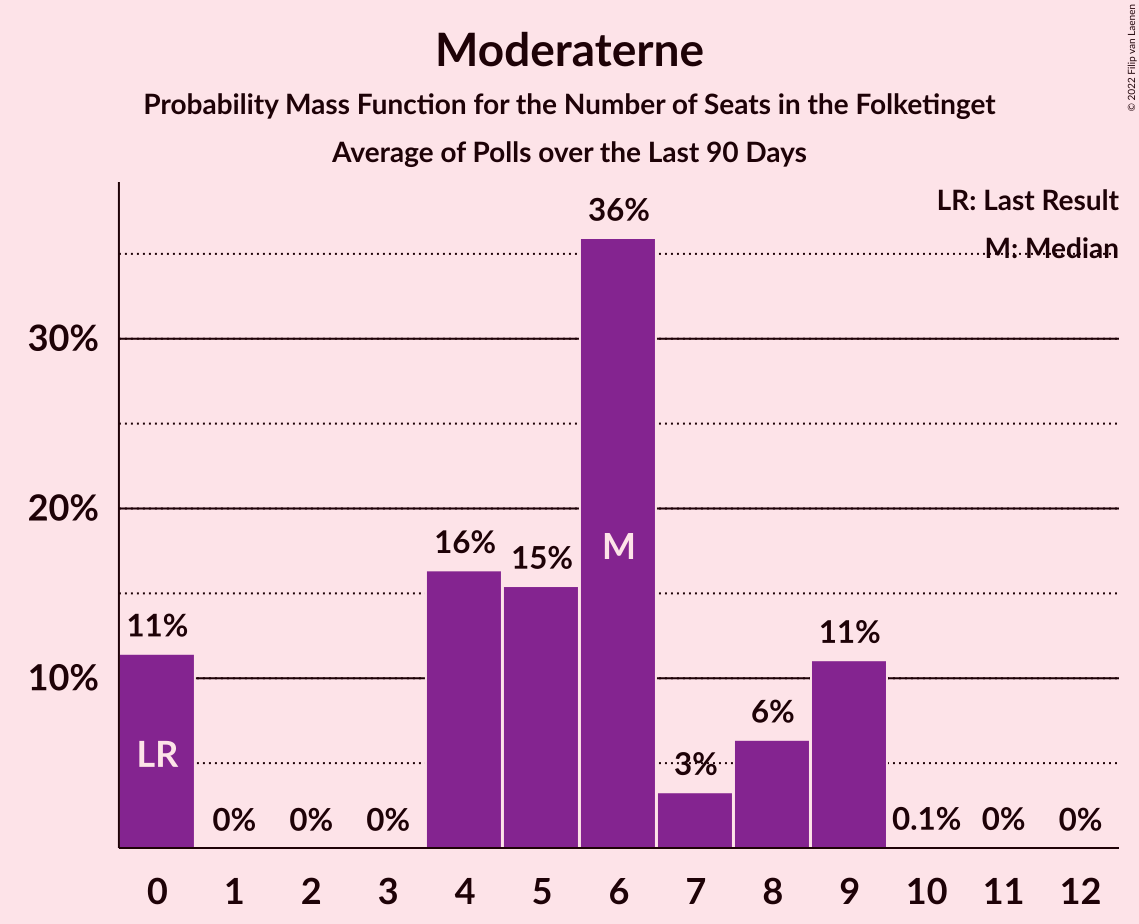 Moderaterne
Probability Mass Function for the Number of Seats in the Folketinget
Average of Polls over the Last 90 Days
© 2022 Filip van Laenen
LR: Last Result
M: Median
30%
20%
10%
11%
0%
0%
0%
16%
15%
36%
3%
6%
11%
0.1%
0%
0%
LR
M
0 1 2 3 4 5 6 7 8 9 10 11 12